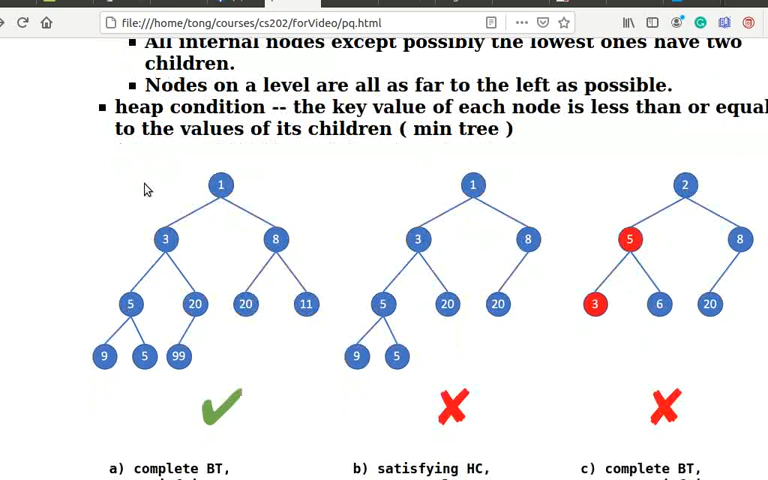 file:///home/tong/courses/cs202/forVideo/pq.html
All internal nodes except possibly the lowest ones have two
children.
Nodes on a level are all as far to the left as possible.
heap condition -- the key value of each node is less than or equal
to the values of its children ( min tree )
1
3 8
5 20 20 11
9 5 99
1
3 8
5 20 20
9 5
2
5 8
3 6 20
a) complete BT,
b) satisfying HC,
c) complete BT,